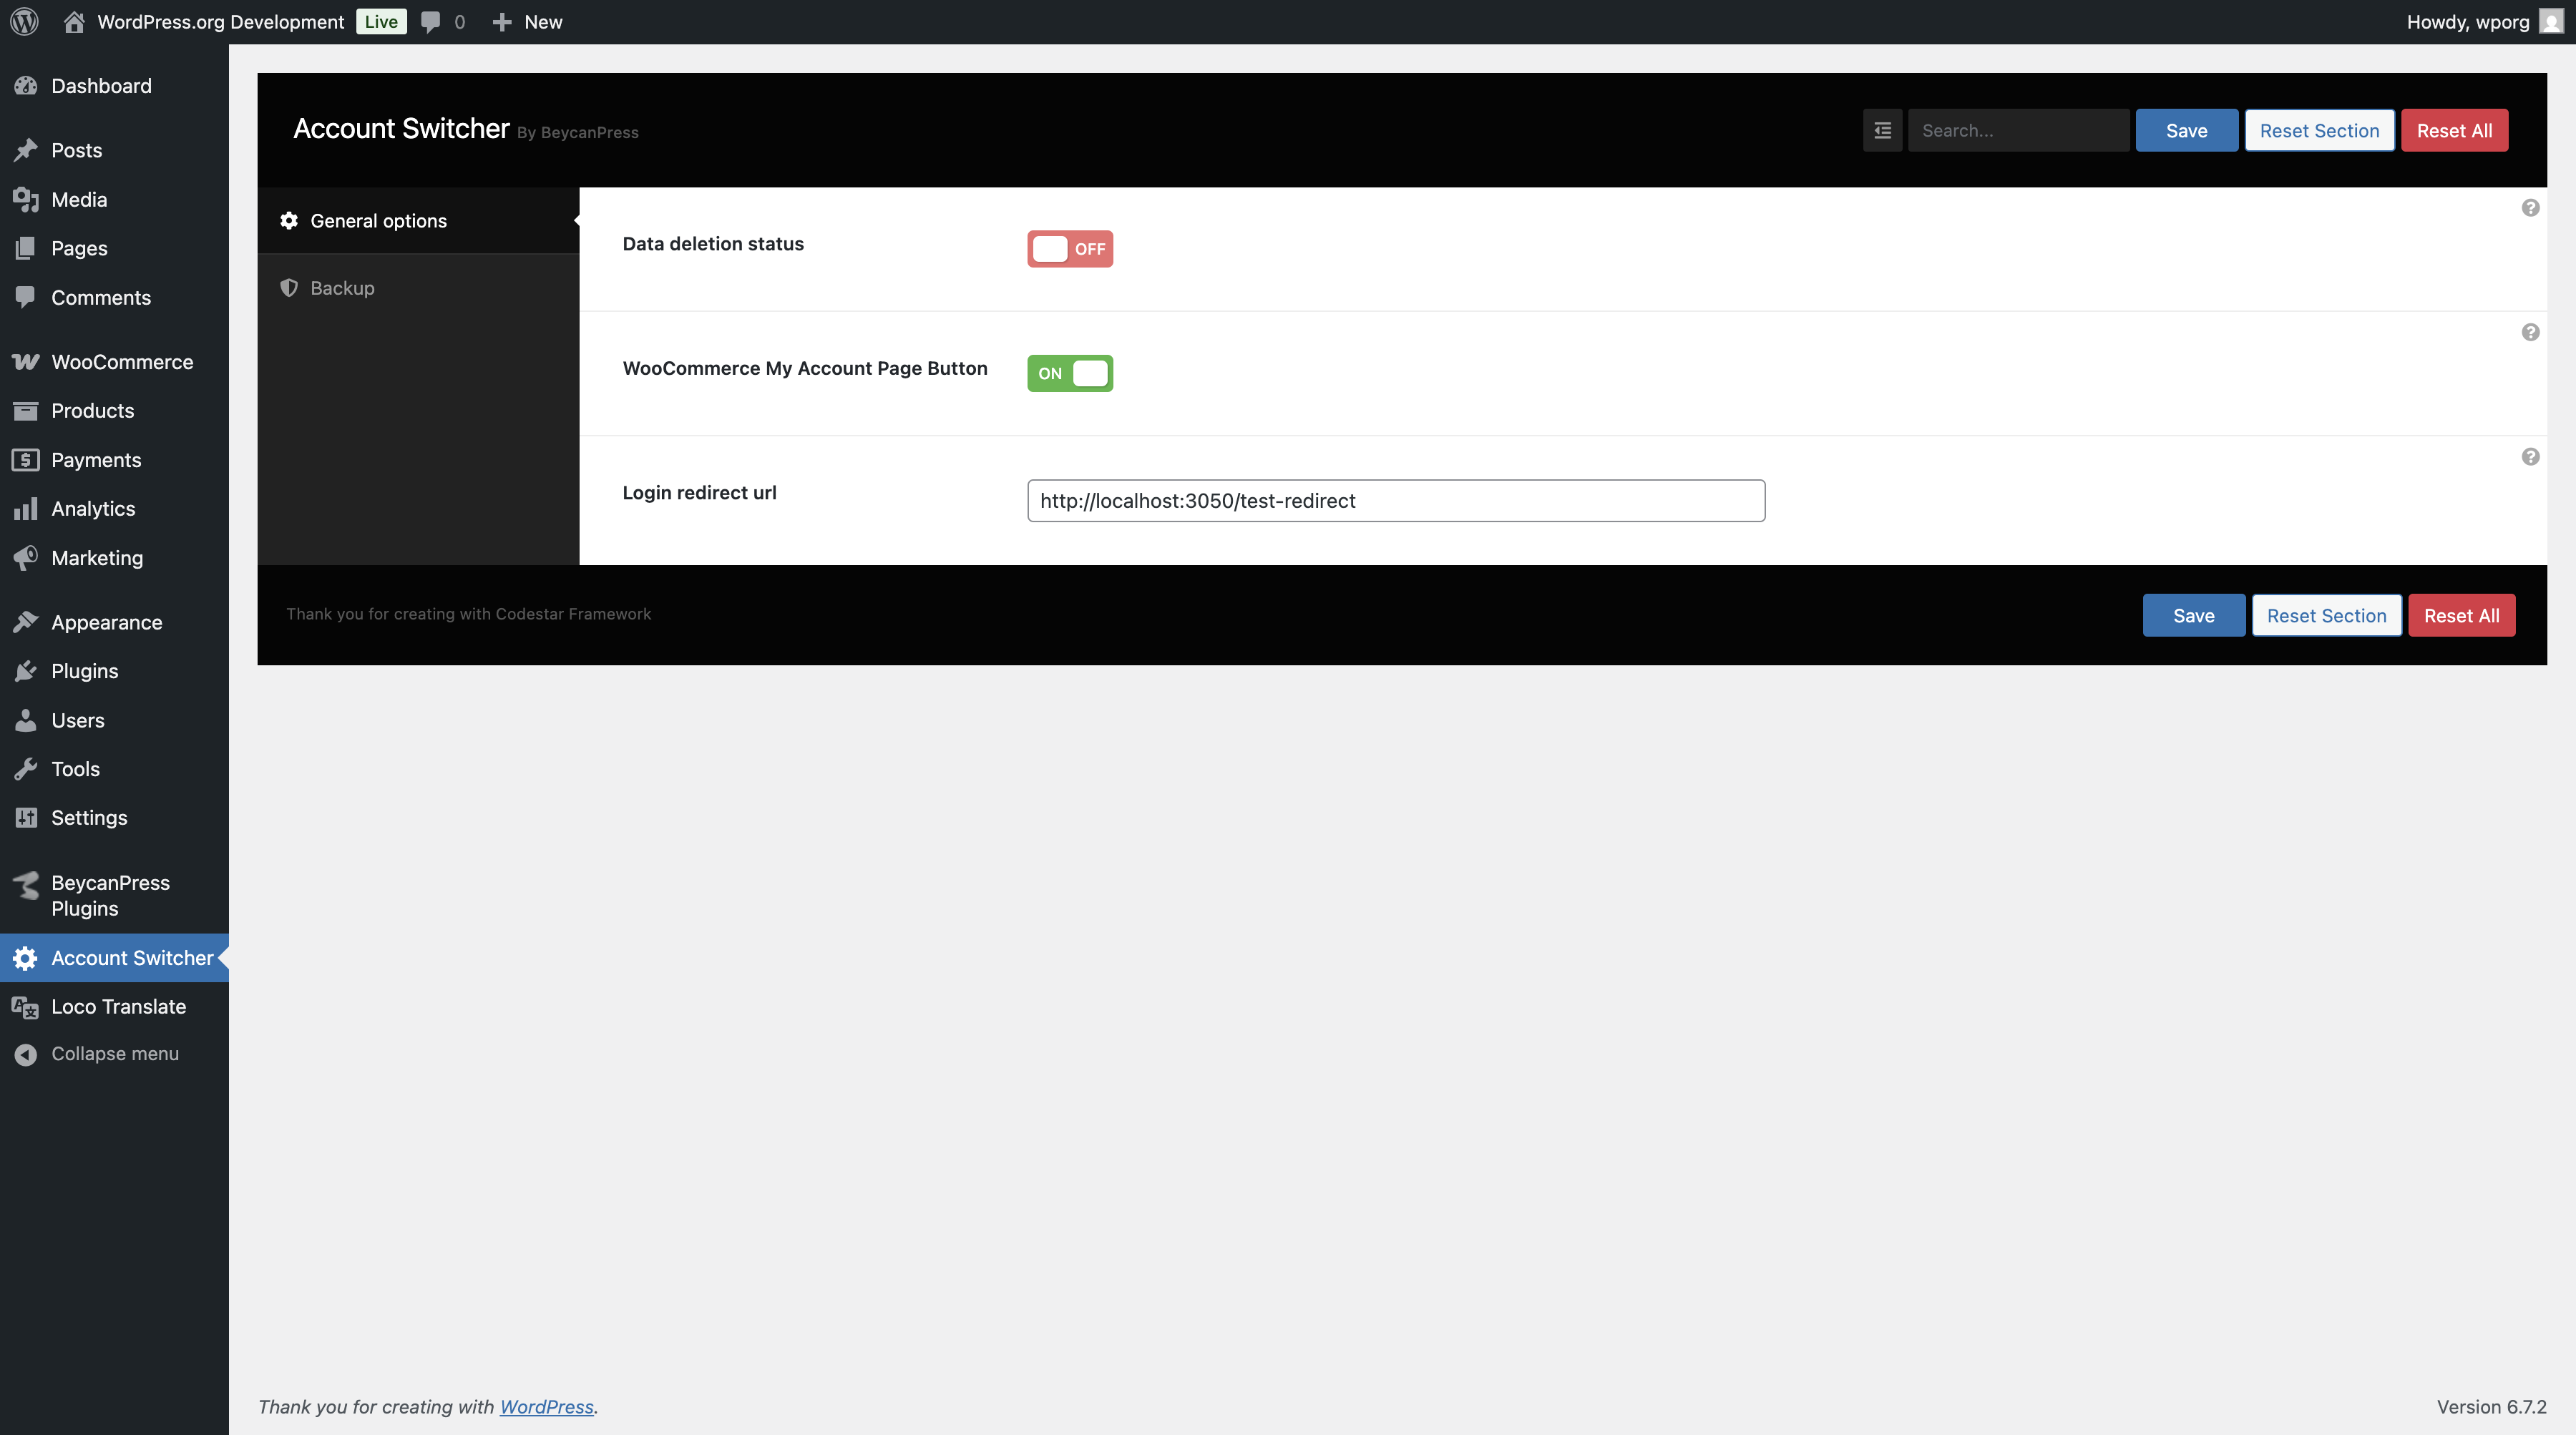 WordPress.org Development Live 0 New
Howdy, wporg
Dashboard
Posts
Media
Pages
Comments
WooCommerce
Products
Payments
Analytics
Marketing
Appearance
Plugins
Users
Tools
Settings
BeycanPress
Plugins
Account Switcher
Loco Translate
Collapse menu
Account Switcher By BeycanPress
Search...
Save
Reset Section
Reset All
General options
Backup
Data deletion status
OFF
WooCommerce My Account Page Button
ON
Login redirect url
http://localhost:3050/test-redirect
Thank you for creating with Codestar Framework
Save
Reset Section
Reset All
Thank you for creating with WordPress.
Version 6.7.2